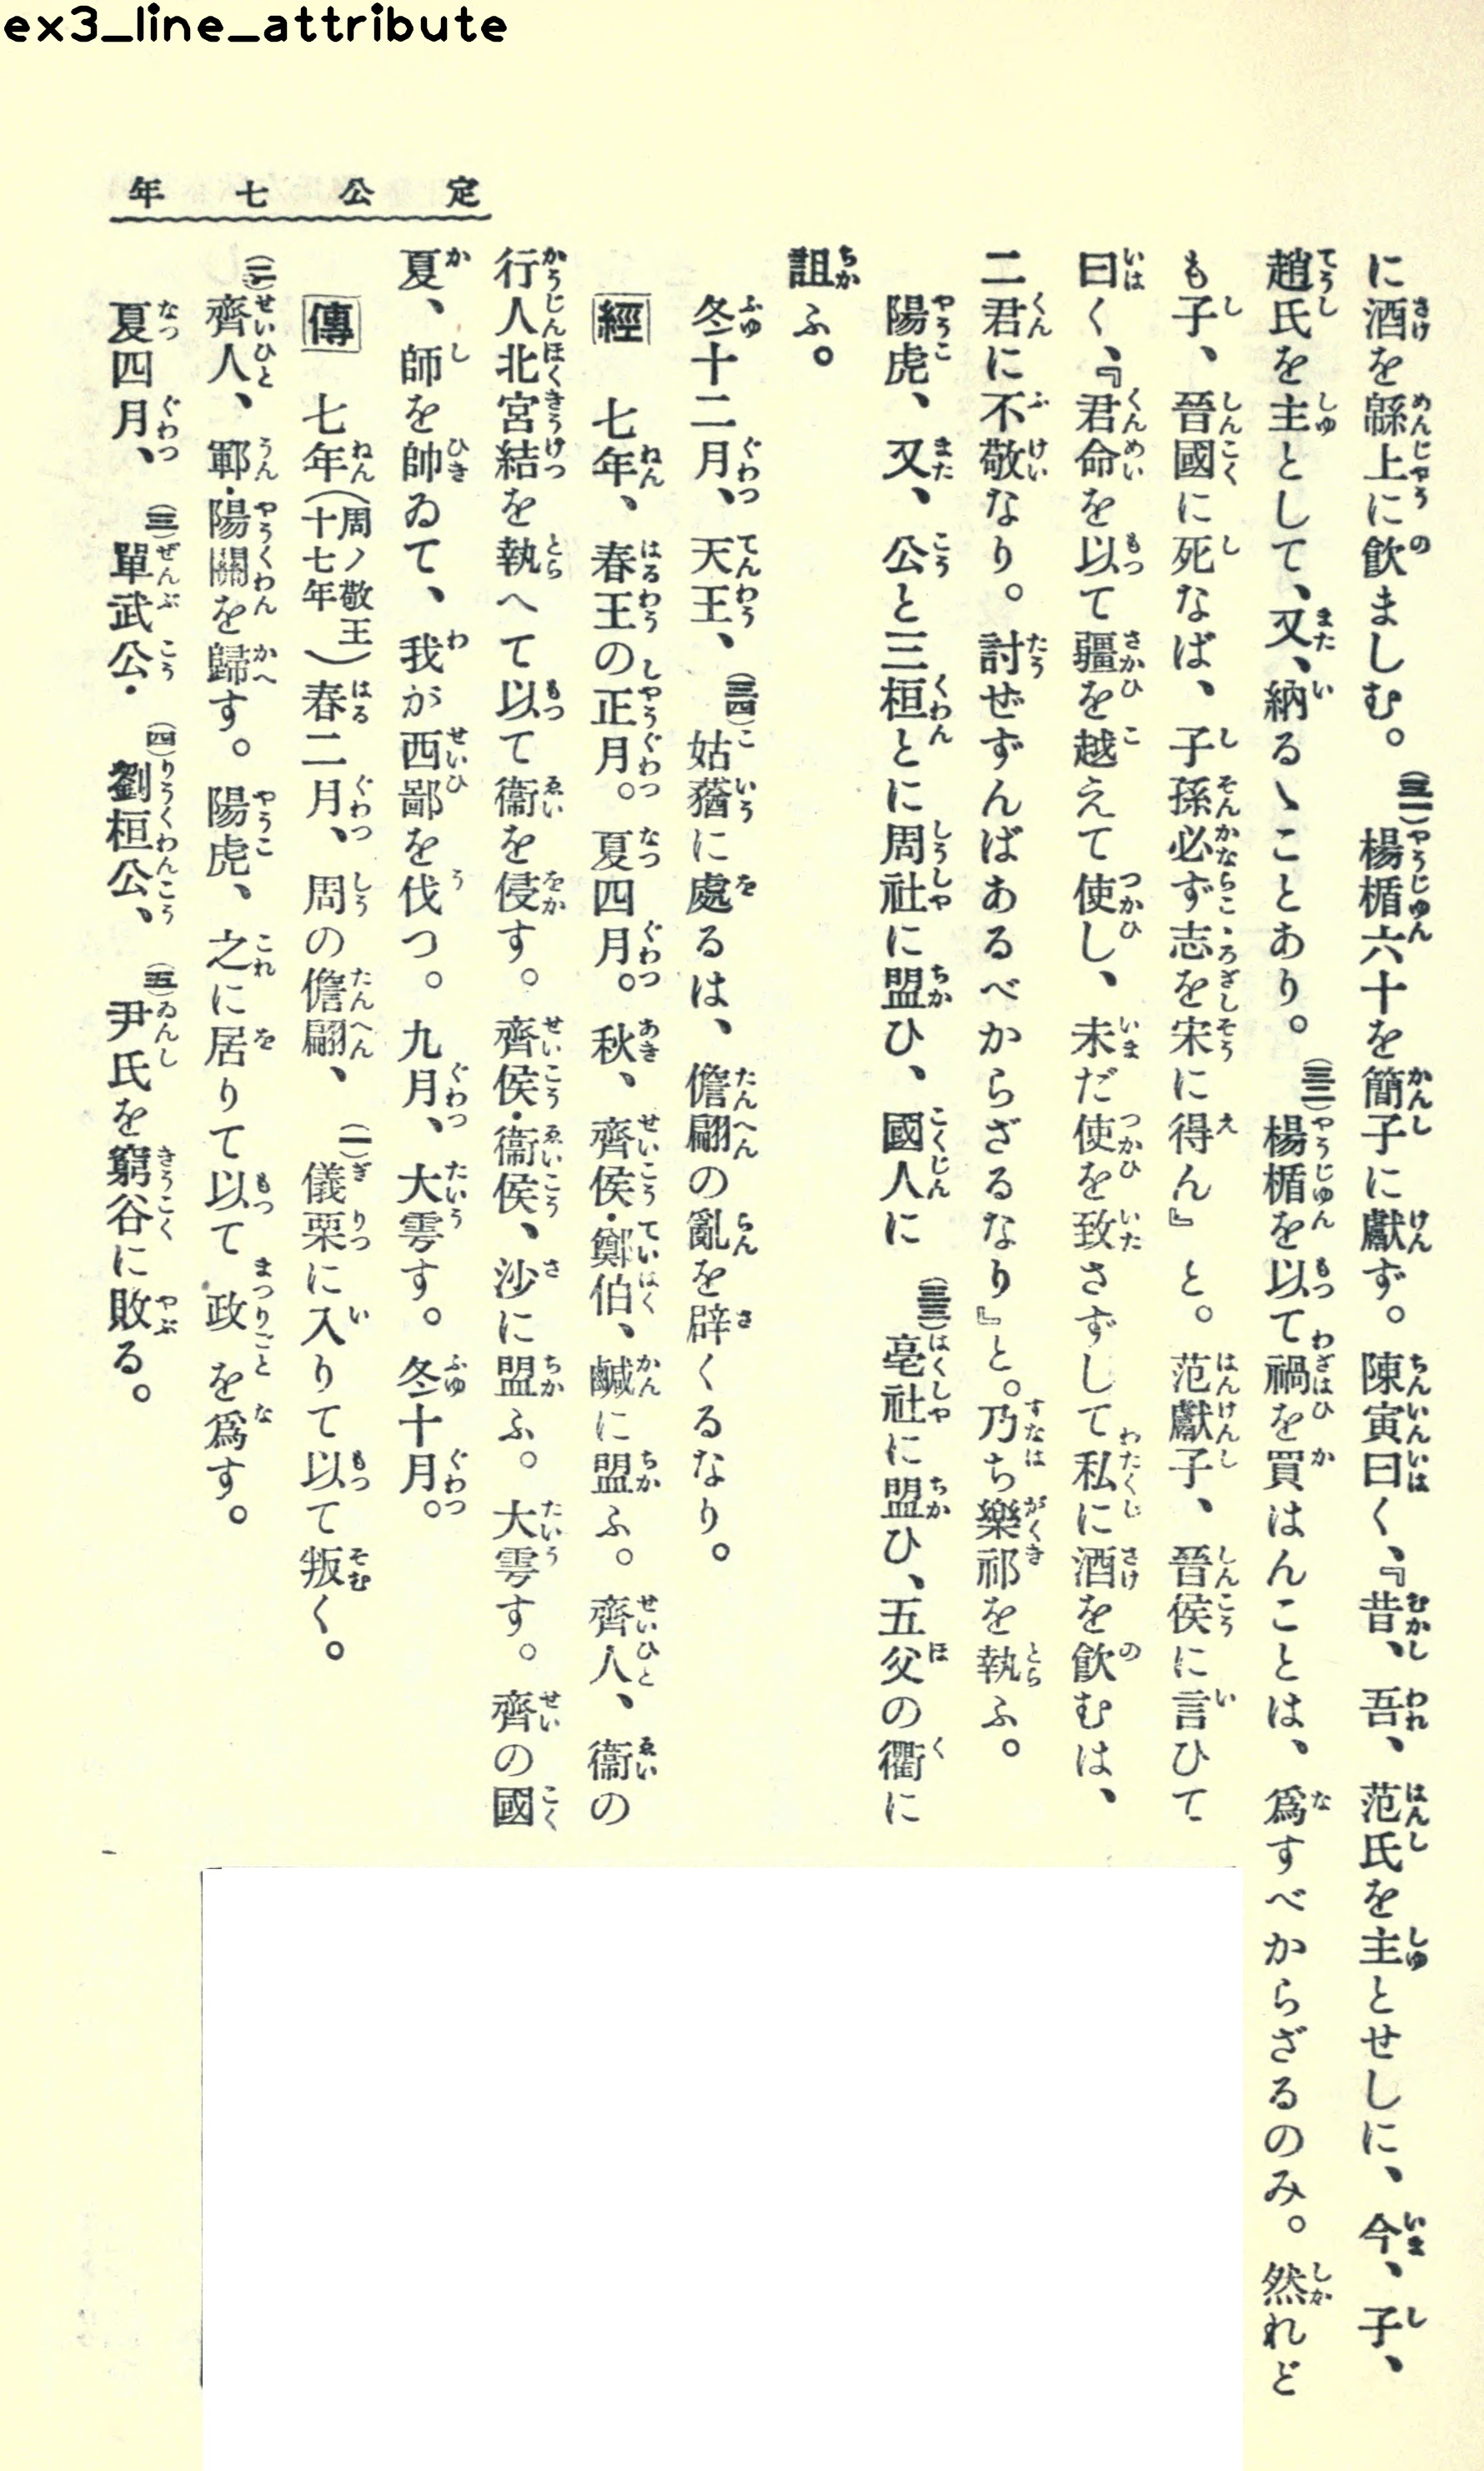 ex3_line_attribute
定公七年
に酒を緜上に飮ましむ。(三一)楊楯六十を簡子に獻ず。陳寅曰く、『昔、吾、范氏を主とせしに、今、子、
趙氏を主として、又、納るゝことあり。(三二)楊楯を以て禍を買はんことは、爲すべからざるのみ。然れど
も子、晉國に死なば、子孫必ず志を宋に得ん』と。范獻子、晉侯に言ひて
曰く、『君命を以て疆を越えて使し、未だ使を致さずして私に酒を飮むは、
二君に不敬なり。討ぜずんばあるべからざるなり』と。乃ち樂祁を執ふ。
陽虎、又、公と三桓とに周社に盟ひ、國人に(三三)亳社に盟ひ、五父の衢に
詛ふ。
冬十二月、天王、(三四)姑蕕に處るは、儋翩の亂を辟くるなり。
經 七年、春王の正月。夏四月。秋、齊侯・鄭伯、鹹に盟ふ。齊人、衞の
行人北宮結を執へて以て衞を侵す。齊侯・衞侯、沙に盟ふ。大雩す。齊の國
夏、師を帥ゐて、我が西鄙を伐つ。九月、大雩す。冬十月。
傳 七年(周ノ敬王十七年)春二月、周の儋翩、(一)儀栗に入りて以て叛く。
(二)齊人、鄆・陽關を歸す。陽虎、之に居りて以て政を爲す。
夏四月、(三)單武公・(四)劉桓公、(五)尹氏を窮谷に敗る。